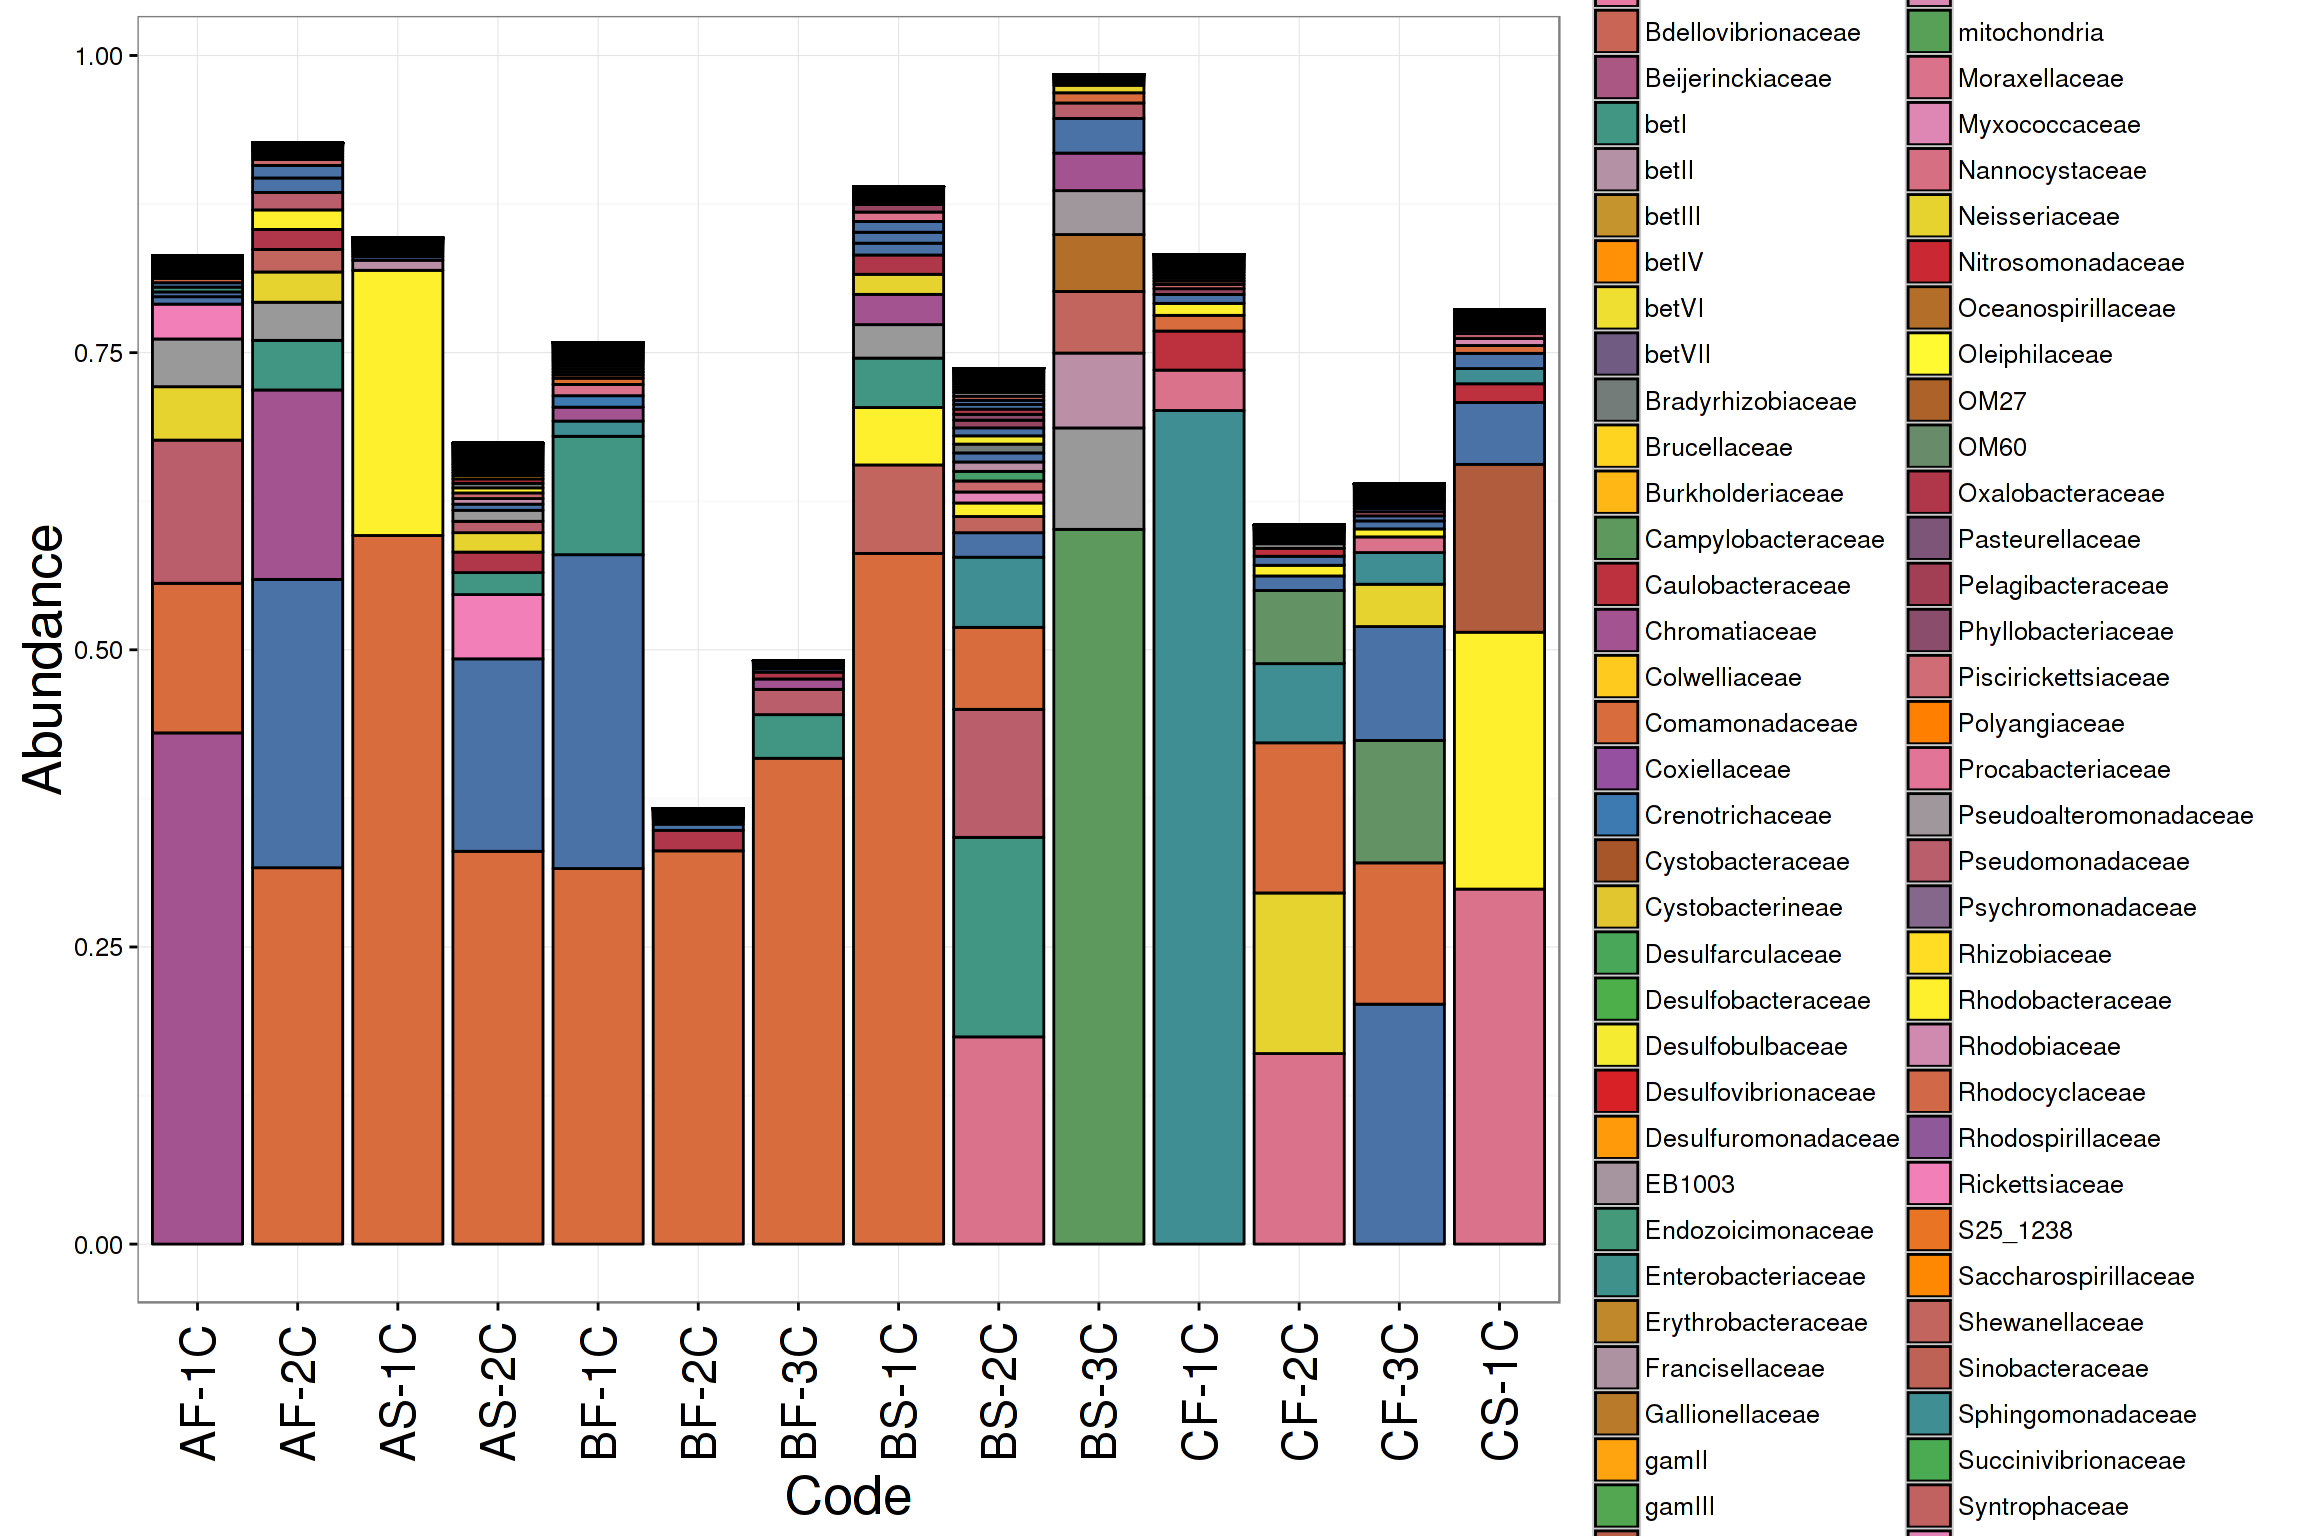 Abundance
1.00
0.75
0.50
0.25
0.00
AF-1C
AF-2C
AS-1C
AS-2C
BF-1C
BF-2C
BF-3C
BS-1C
BS-2C
BS-3C
CF-1C
CF-2C
CF-3C
CS-1C
Code
Bdellovibrionaceae
Beijerinckiaceae
betI
betII
betIII
betIV
betVI
betVII
Bradyrhizobiaceae
Brucellaceae
Burkholderiaceae
Campylobacteraceae
Caulobacteraceae
Chromatiaceae
Colwelliaceae
Comamonadaceae
Coxiellaceae
Crenotrichaceae
Cystobacteraceae
Cystobacterineae
Desulfarculaceae
Desulfobacteraceae
Desulfobulbaceae
Desulfovibrionaceae
Desulfuromonadaceae
EB1003
Endozoicimonaceae
Enterobacteriaceae
Erythrobacteraceae
Francisellaceae
Gallionellaceae
gamII
gamIII
mitochondria
Moraxellaceae
Myxococcaceae
Nannocystaceae
Neisseriaceae
Nitrosomonadaceae
Oceanospirillaceae
Oleiphilaceae
OM27
OM60
Oxalobacteraceae
Pasteurellaceae
Pelagibacteraceae
Phyllobacteriaceae
Piscirickettsiaceae
Polyangiaceae
Procabacteriaceae
Pseudoalteromonadaceae
Pseudomonadaceae
Psychromonadaceae
Rhizobiaceae
Rhodobacteraceae
Rhodobiaceae
Rhodocyclaceae
Rhodospirillaceae
Rickettsiaceae
S25_1238
Saccharospirillaceae
Shewanellaceae
Sinobacteraceae
Sphingomonadaceae
Succinivibrionaceae
Syntrophaceae